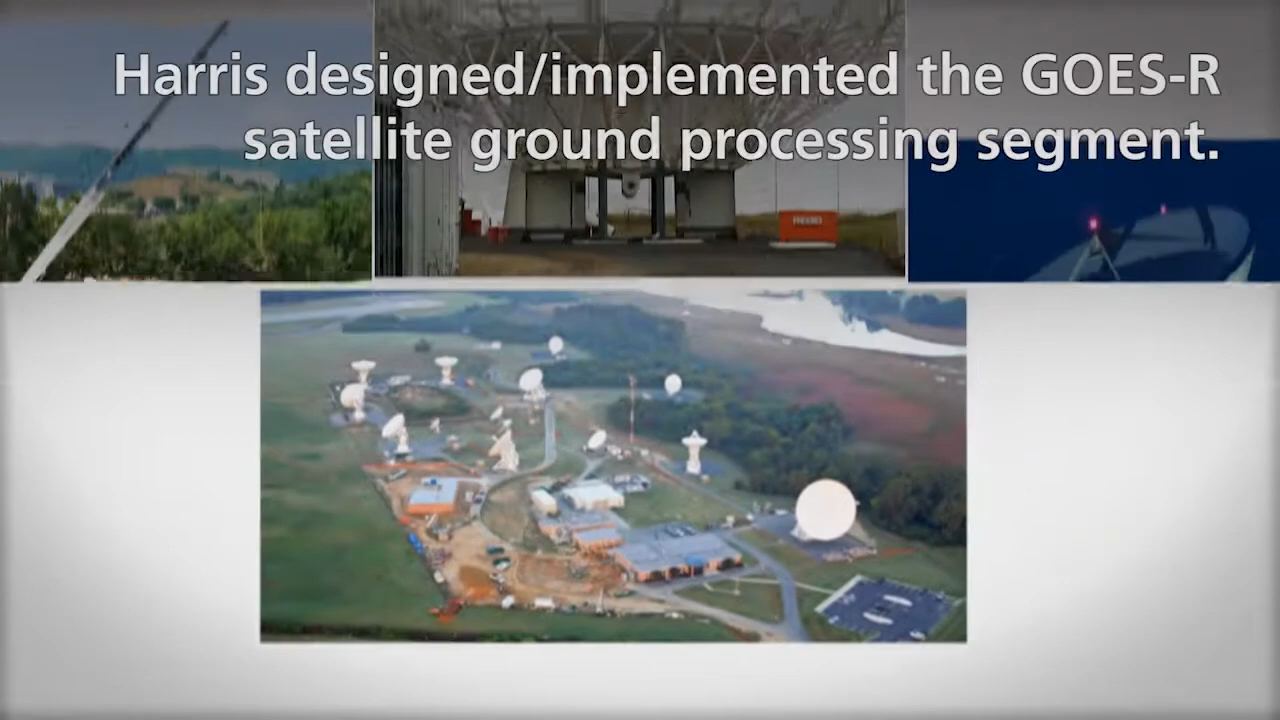 Harris designed/implemented the GOES-R
satellite ground processing segment.